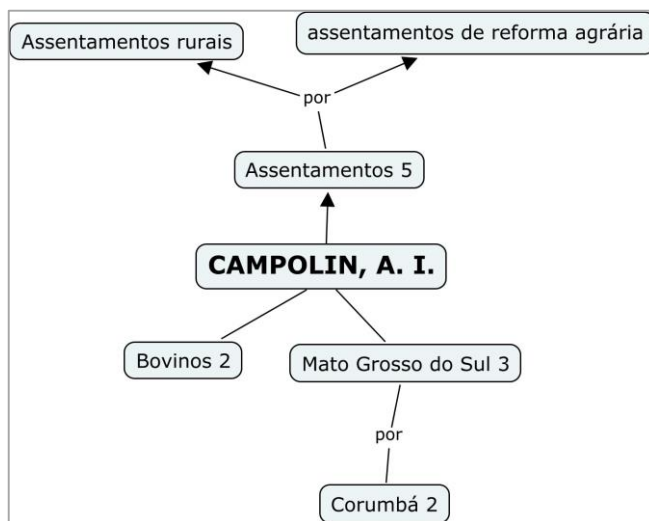 Assentamentos rurais
assentamentos de reforma agrária
por
Assentamentos 5
CAMPOLIN, A. I.
Bovinos 2
Mato Grosso do Sul 3
por
Corumbá 2